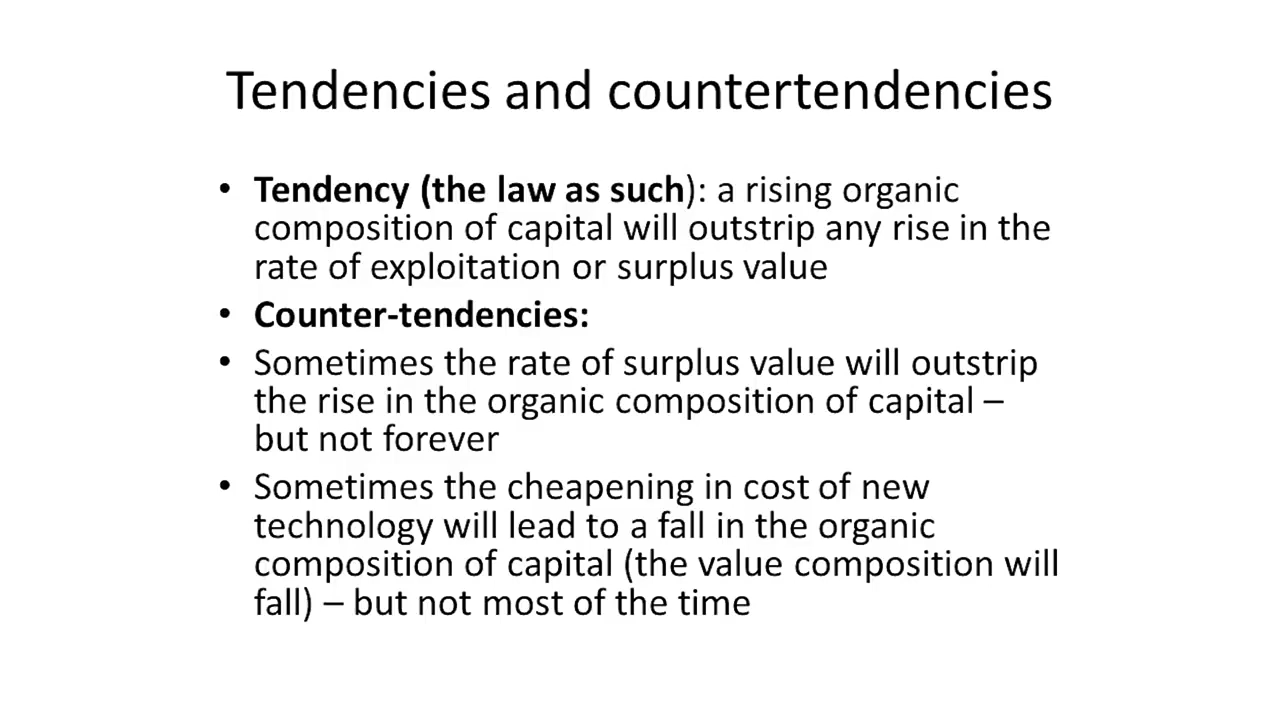 Tendencies and countertendencies
• Tendency (the law as such): a rising organic
composition of capital will outstrip any rise in the
rate of exploitation or surplus value
• Counter-tendencies:
• Sometimes the rate of surplus value will outstrip
the rise in the organic composition of capital –
but not forever
• Sometimes the cheapening in cost of new
technology will lead to a fall in the organic
composition of capital (the value composition will
fall) – but not most of the time